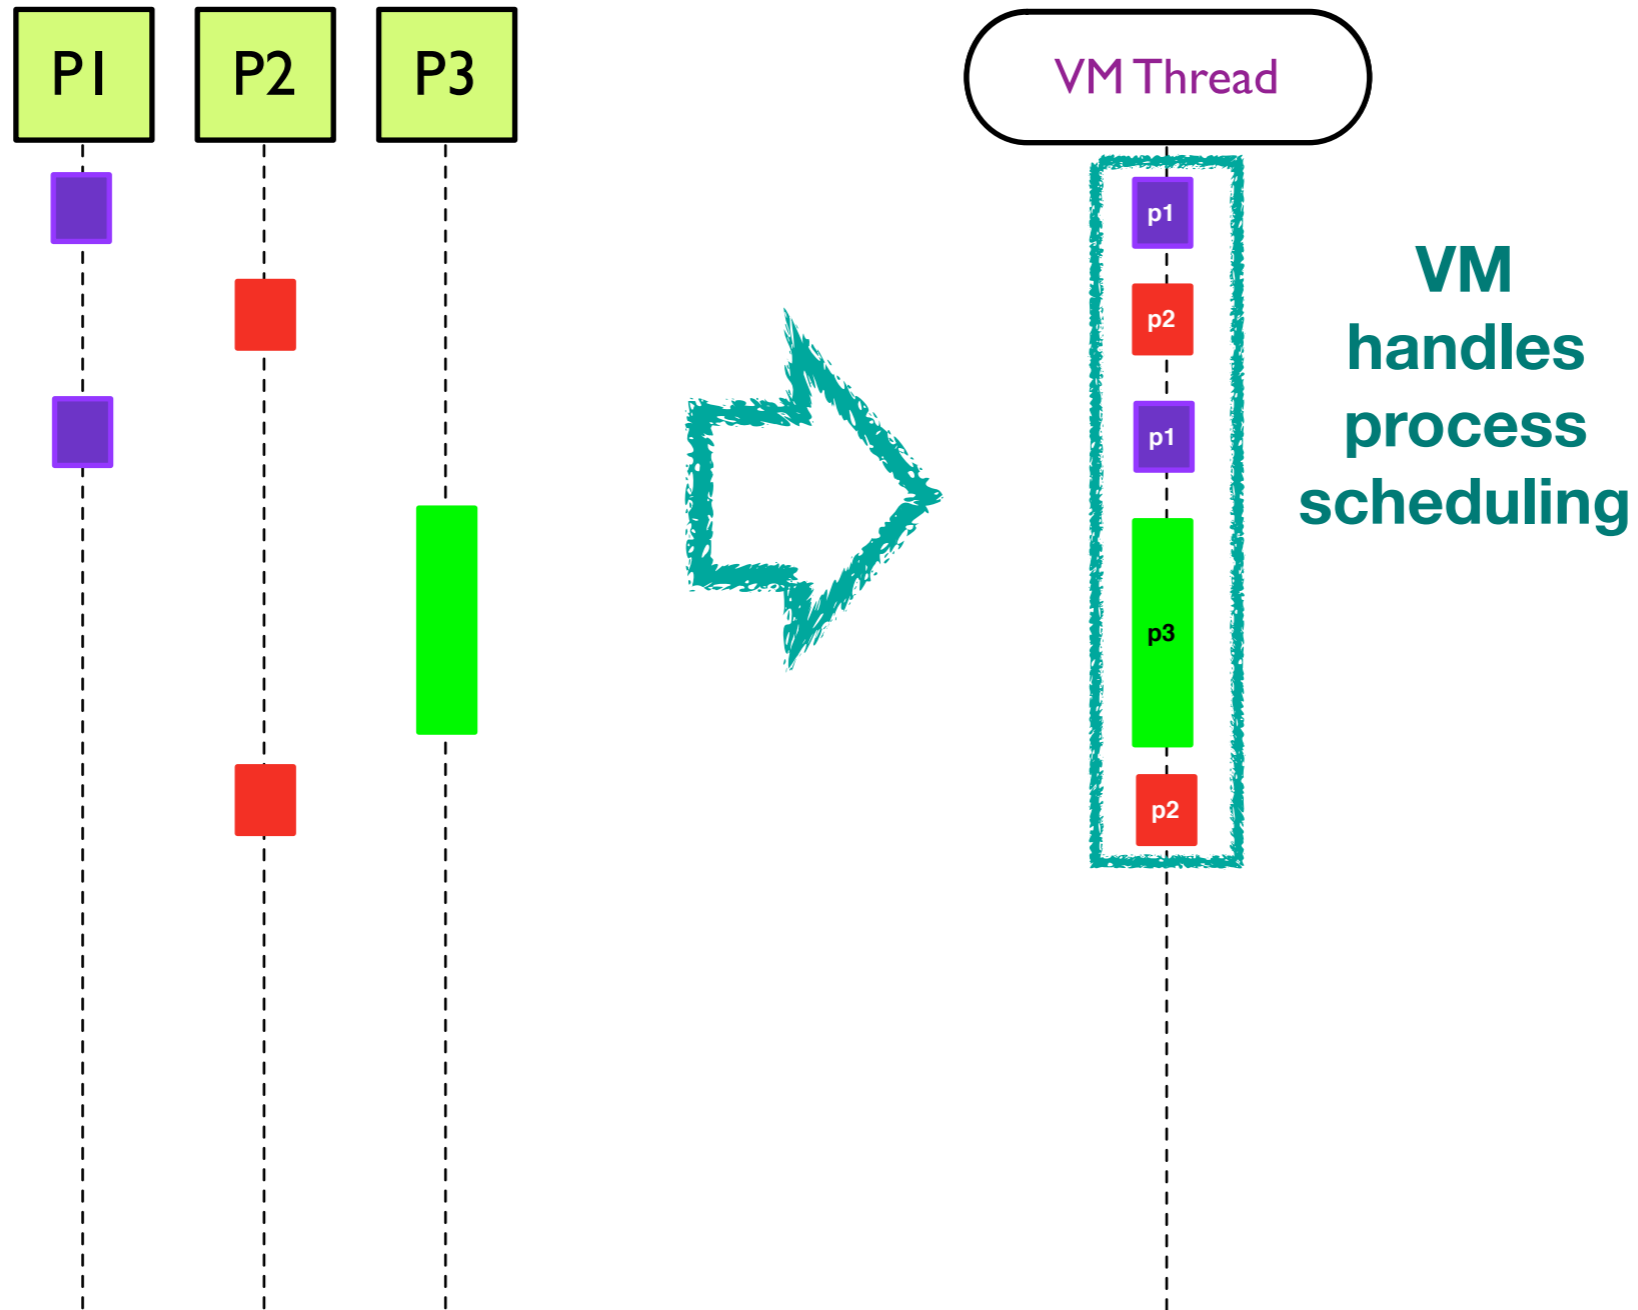 P1 P2 P3
VM Thread
p1
p2
p1
p3
p2
VM
handles
process
scheduling